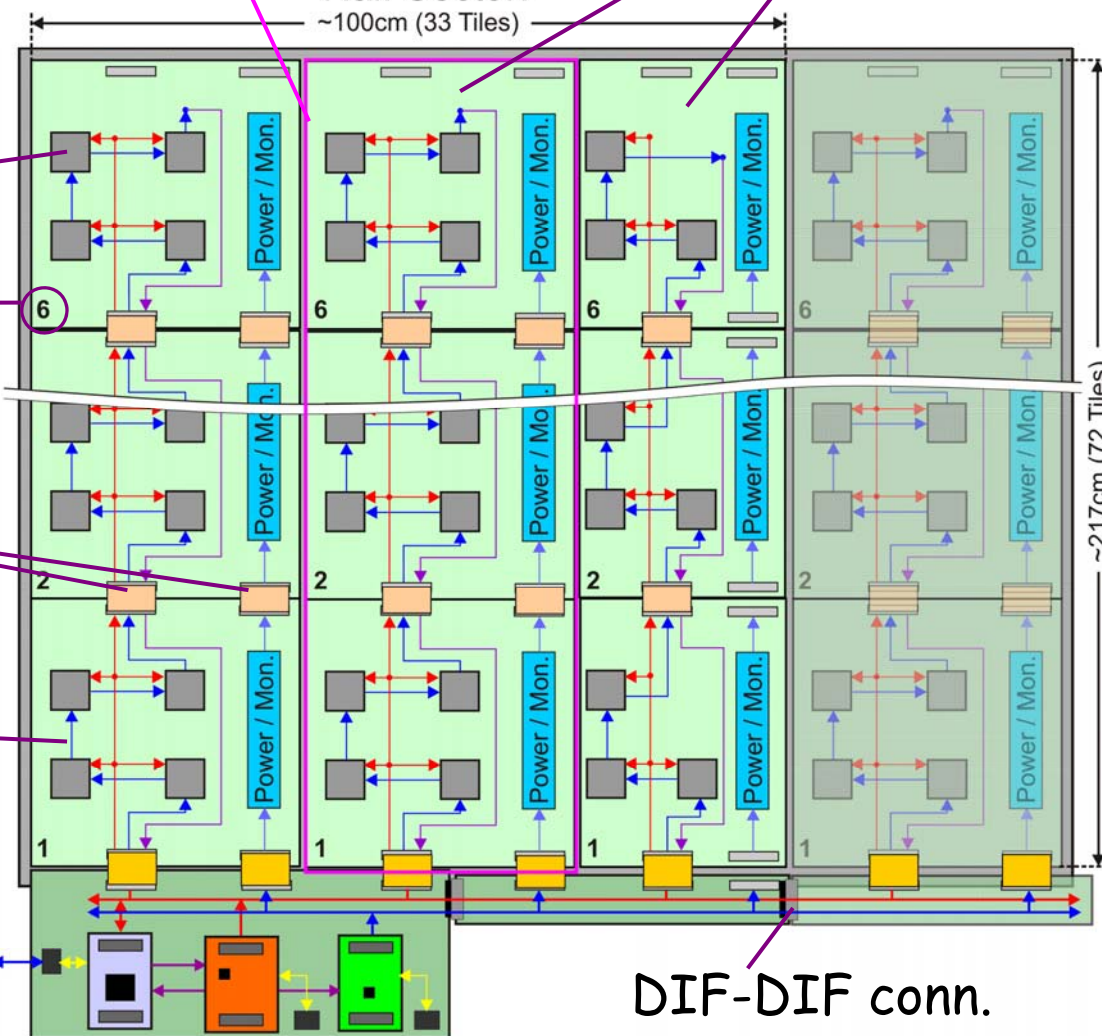 ~100cm (33 Tiles)
Power / Mon.
Power / Mon.
Power / Mon.
Power / Mon.
6
6
6
6
Power / Mon.
Power / Mon.
Power / Mon.
Power / Mon.
~217cm (72 Tiles)
2
2
2
2
Power / Mon.
Power / Mon.
Power / Mon.
Power / Mon.
1
1
1
1
DIF-DIF conn.